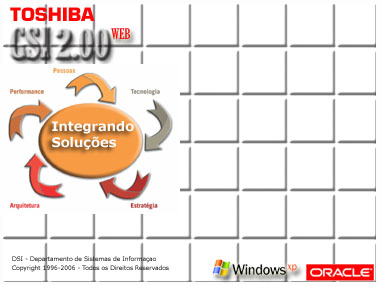 TOSHIBA
GSI 2.00 WEB
Pessoas
Performance
Tecnologia
Integrando
Soluções
Arquitetura
Estratégia
DSI - Departamento de Sistemas de Informaçao
Copyright 1996-2006 - Todos os Direitos Reservados
Windows xp
ORACLE